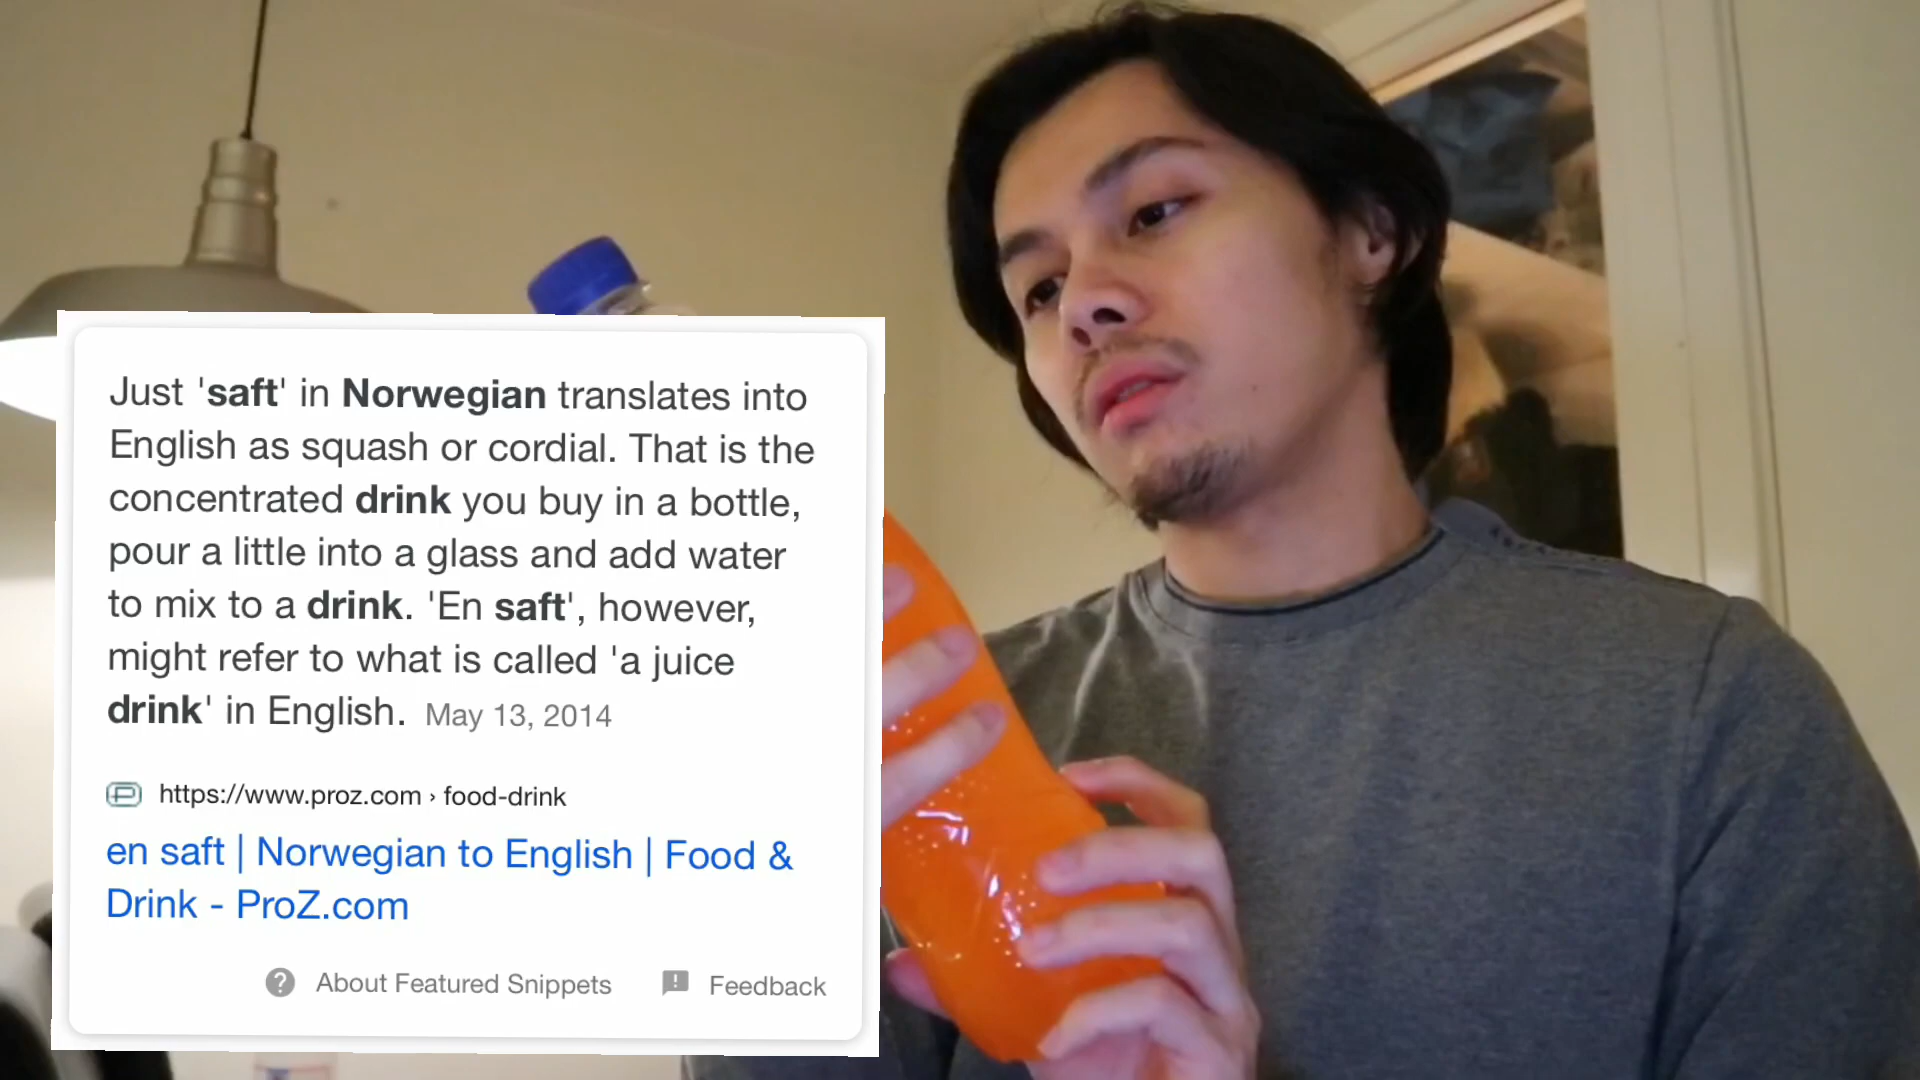 Just 'saft' in Norwegian translates into
English as squash or cordial. That is the
concentrated drink you buy in a bottle,
pour a little into a glass and add water
to mix to a drink. 'En saft', however,
might refer to what is called 'a juice
drink' in English. May 13, 2014
https://www.proz.com › food-drink
en saft | Norwegian to English | Food &
Drink - ProZ.com
About Featured Snippets Feedback